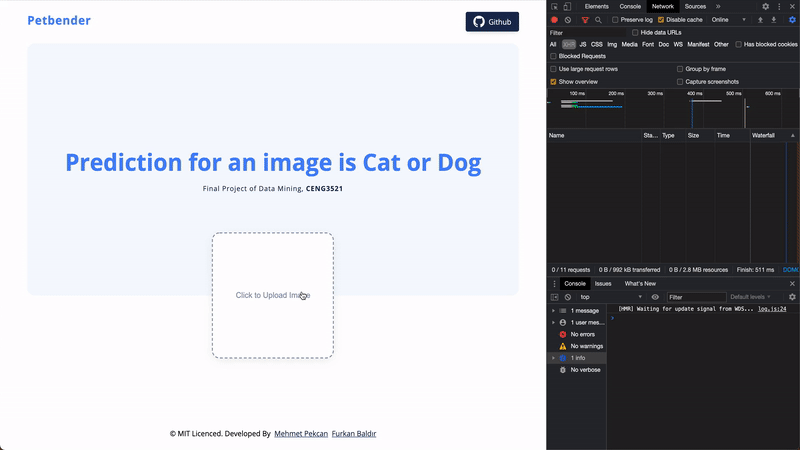 Petbender
Github
Prediction for an image is Cat or Dog
Final Project of Data Mining, CENG3521
Click to Upload Image
© MIT Licenced. Developed By Mehmet Pekcan Furkan Baldır
Elements Console Network Sources »
Preserve log Disable cache Online
Filter Hide data URLs
All XHR JS CSS Img Media Font Doc WS Manifest Other Has blocked cookies
Blocked Requests
Use large request rows Group by frame
Show overview Capture screenshots
100 ms 200 ms 300 ms 400 ms 500 ms 600 ms
Name Sta... Type Size Time Waterfall
0 / 11 requests 0 B / 992 kB transferred 0 B / 2.8 MB resources Finish: 511 ms DOMC
Console Issues What's New
top Filter Default levels
1 message
1 user mes...
No errors
No warnings
1 info
No verbose
[HMR] Waiting for update signal from WDS... log.js:24